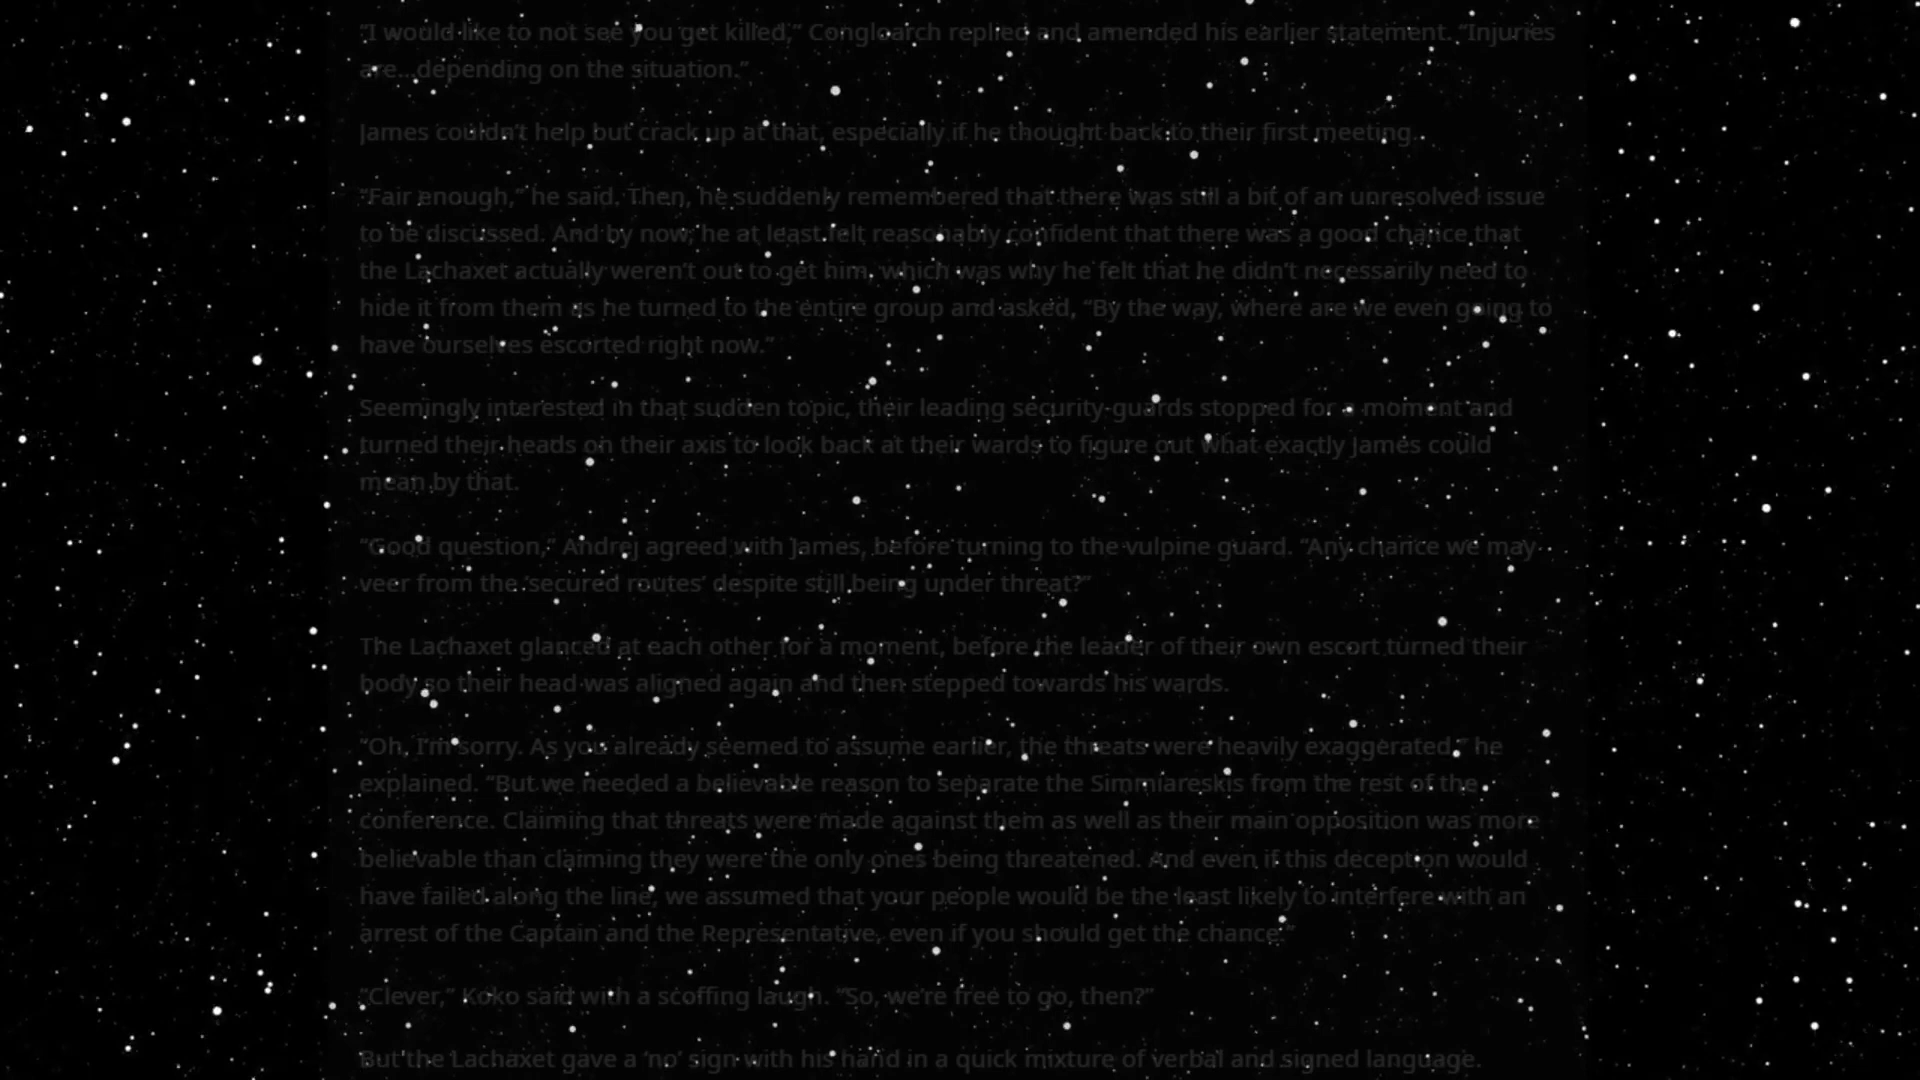 “I would like to not see you get killed,” Congloarch replied and amended his earlier statement. “Injuries
are…depending on the situation.”
James couldn’t help but crack up at that, especially if he thought back to their first meeting.
“Fair enough,” he said. Then, he suddenly remembered that there was still a bit of an unresolved issue
to be discussed. And by now, he at least felt reasonably confident that there was a good chance that
the Lachaxet actually weren’t out to get him, which was why he felt that he didn’t necessarily need to
hide it from them as he turned to the entire group and asked, “By the way, where are we even going to
have ourselves escorted right now.”
Seemingly interested in that sudden topic, their leading security-guards stopped for a moment and
turned their heads on their axis to look back at their wards to figure out what exactly James could
mean by that.
“Good question,” Andrej agreed with James, before turning to the vulpine guard. “Any chance we may
veer from the ‘secured routes’ despite still being under threat?”
The Lachaxet glanced at each other for a moment, before the leader of their own escort turned their
body so their head was aligned again and then stepped towards his wards.
“Oh, I’m sorry. As you already seemed to assume earlier, the threats were heavily exaggerated,” he
explained. “But we needed a believable reason to separate the Simmiareskis from the rest of the
conference. Claiming that threats were made against them as well as their main opposition was more
believable than claiming they were the only ones being threatened. And even if this deception would
have failed along the line, we assumed that your people would be the least likely to interfere with an
arrest of the Captain and the Representative, even if you should get the chance.”
“Clever,” Koko said with a scoffing laugh. “So, we’re free to go, then?”
But the Lachaxet gave a ‘no’ sign with his hand in a quick mixture of verbal and signed language.